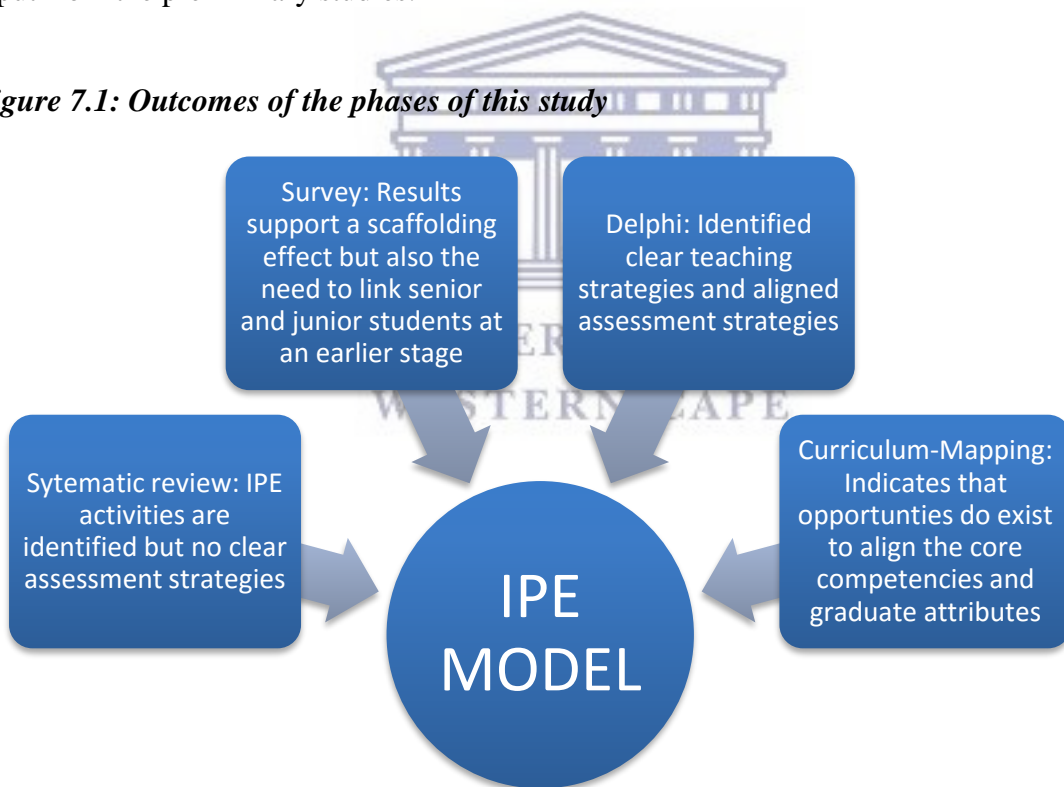 igure 7.1: Outcomes of the phases of this study
Survey: Results
support a scaffolding
effect but also the
need to link senior
and junior students at
an earlier stage
Delphi: Identified
clear teaching
strategies and aligned
assessment strategies
Sytematic review: IPE
activities are
identified but no clear
assessment strategies
Curriculum-Mapping:
Indicates that
opportunties do exist
to align the core
competencies and
graduate attributes
IPE
MODEL